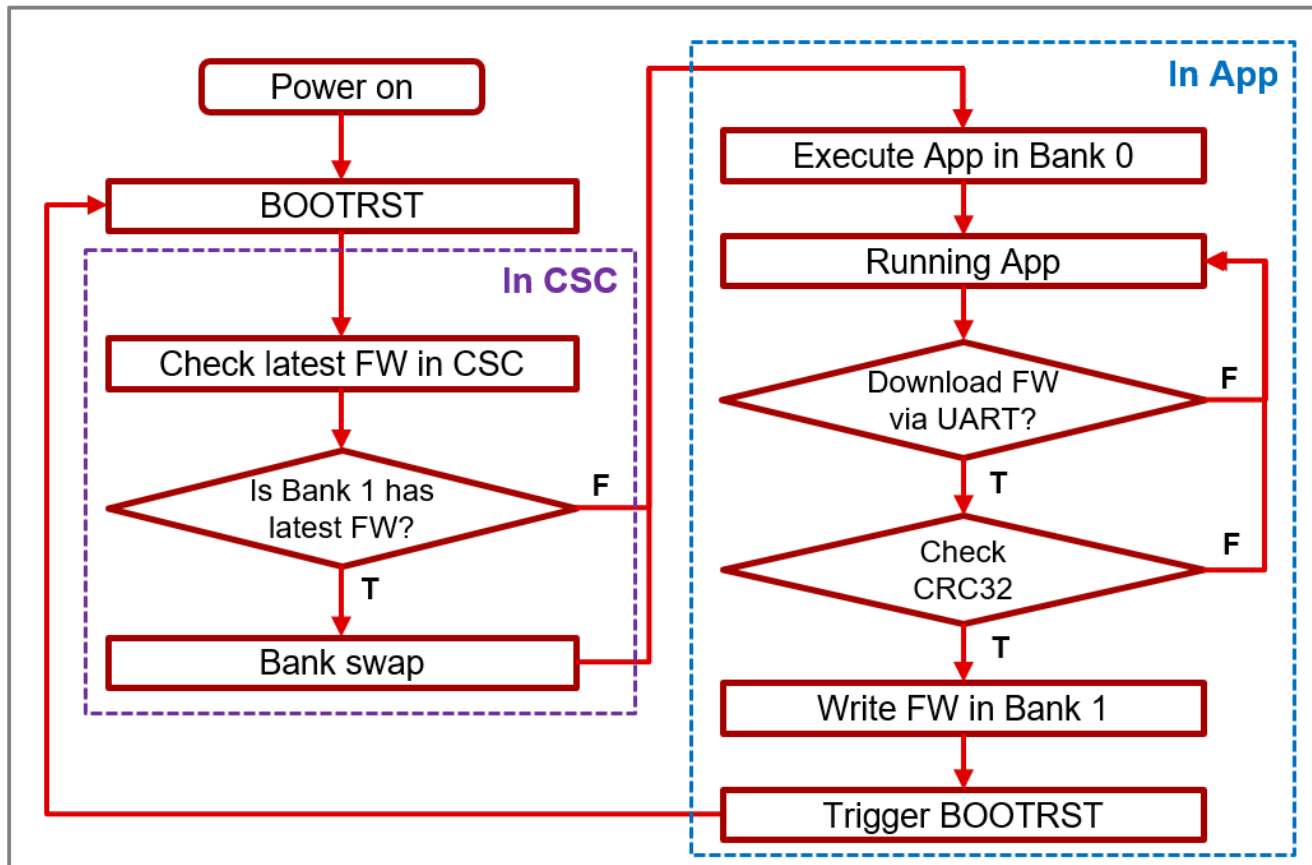 Power on
BOOTRST
In CSC
Check latest FW in CSC
Is Bank 1 has
latest FW?
F
T
Bank swap
In App
Execute App in Bank 0
Running App
Download FW
via UART?
F
T
Check
CRC32
F
T
Write FW in Bank 1
Trigger BOOTRST